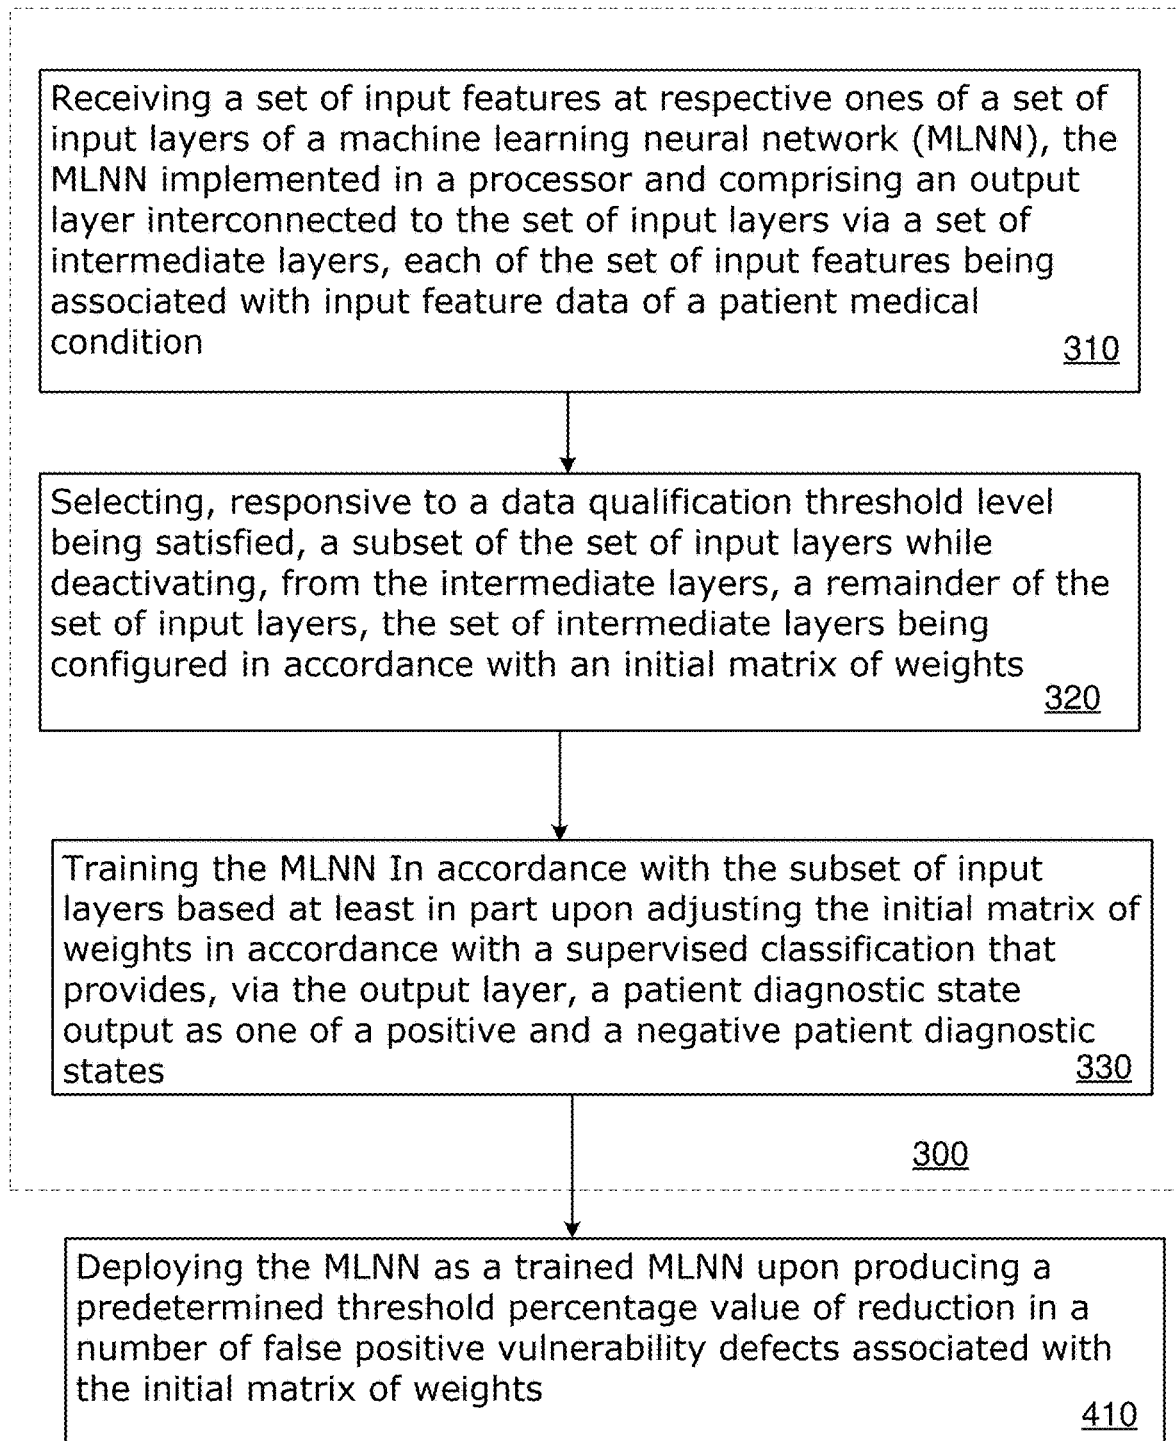 Receiving a set of input features at respective ones of a set of
input layers of a machine learning neural network (MLNN), the
MLNN implemented in a processor and comprising an output
layer interconnected to the set of input layers via a set of
intermediate layers, each of the set of input features being
associated with input feature data of a patient medical
condition
310
Selecting, responsive to a data qualification threshold level
being satisfied, a subset of the set of input layers while
deactivating, from the intermediate layers, a remainder of the
set of input layers, the set of intermediate layers being
configured in accordance with an initial matrix of weights
320
Training the MLNN In accordance with the subset of input
layers based at least in part upon adjusting the initial matrix of
weights in accordance with a supervised classification that
provides, via the output layer, a patient diagnostic state
output as one of a positive and a negative patient diagnostic
states
330
300
Deploying the MLNN as a trained MLNN upon producing a
predetermined threshold percentage value of reduction in a
number of false positive vulnerability defects associated with
the initial matrix of weights
410